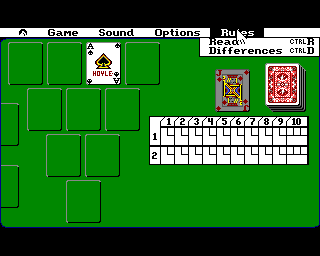 Game Sound Options Rules
Read CTRL R
Differences CTRL D
A
HOYLE
1 2 3 4 5 6 7 8 9 10
1
2